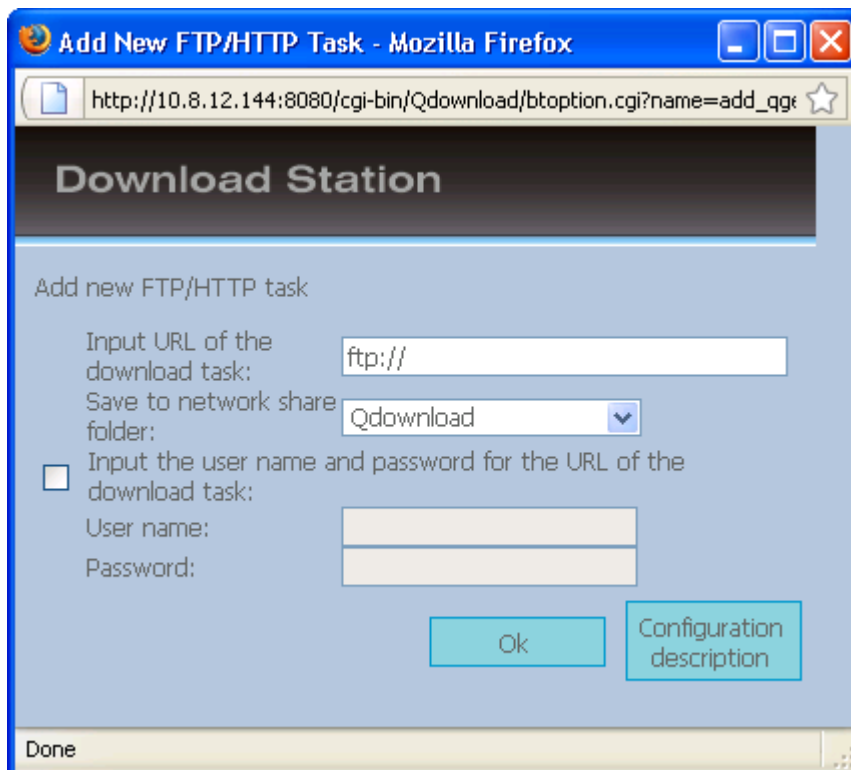 Add New FTP/HTTP Task - Mozilla Firefox
http://10.8.12.144:8080/cgi-bin/Qdownload/btoption.cgi?name=add_qge
Download Station
Add new FTP/HTTP task
Input URL of the
download task:
ftp://
Save to network share
folder:
Qdownload
Input the user name and password for the URL of the
download task:
User name:
Password:
Ok
Configuration
description
Done